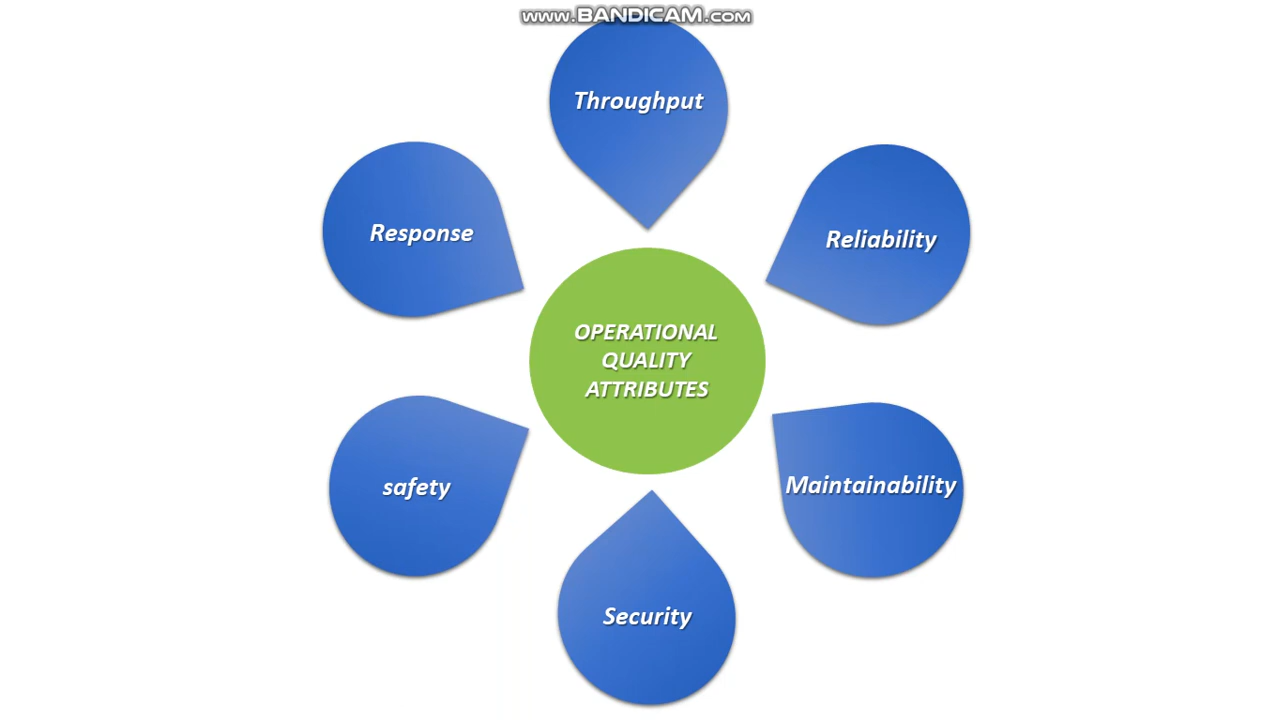 www.BANDICAM.com
Throughput
Response
Reliability
OPERATIONAL
QUALITY
ATTRIBUTES
safety
Maintainability
Security